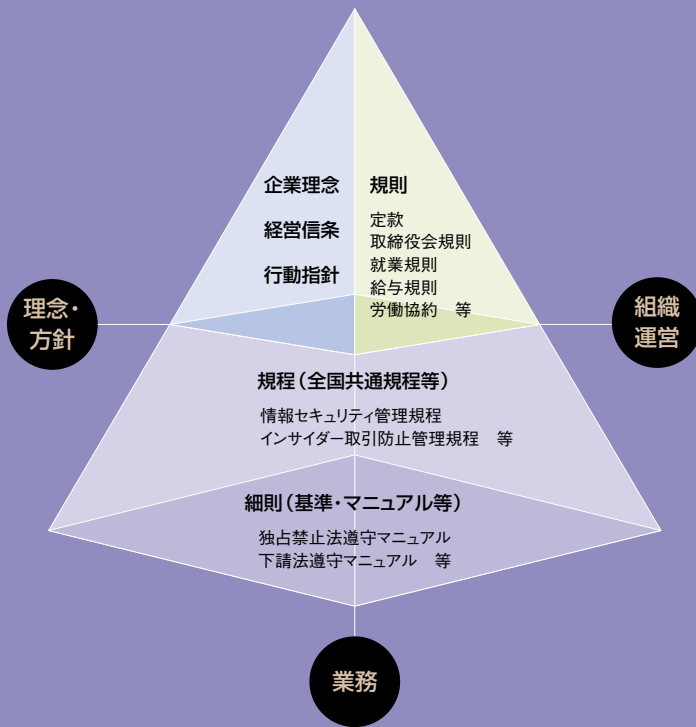 企業理念
経営信条
行動指針
規則
定款
取締役会規則
就業規則
給与規則
労働協約　等
理念・
方針
組織
運営
規程（全国共通規程等）
情報セキュリティ管理規程
インサイダー取引防止管理規程　等
細則（基準・マニュアル等）
独占禁止法遵守マニュアル
下請法遵守マニュアル　等
業務